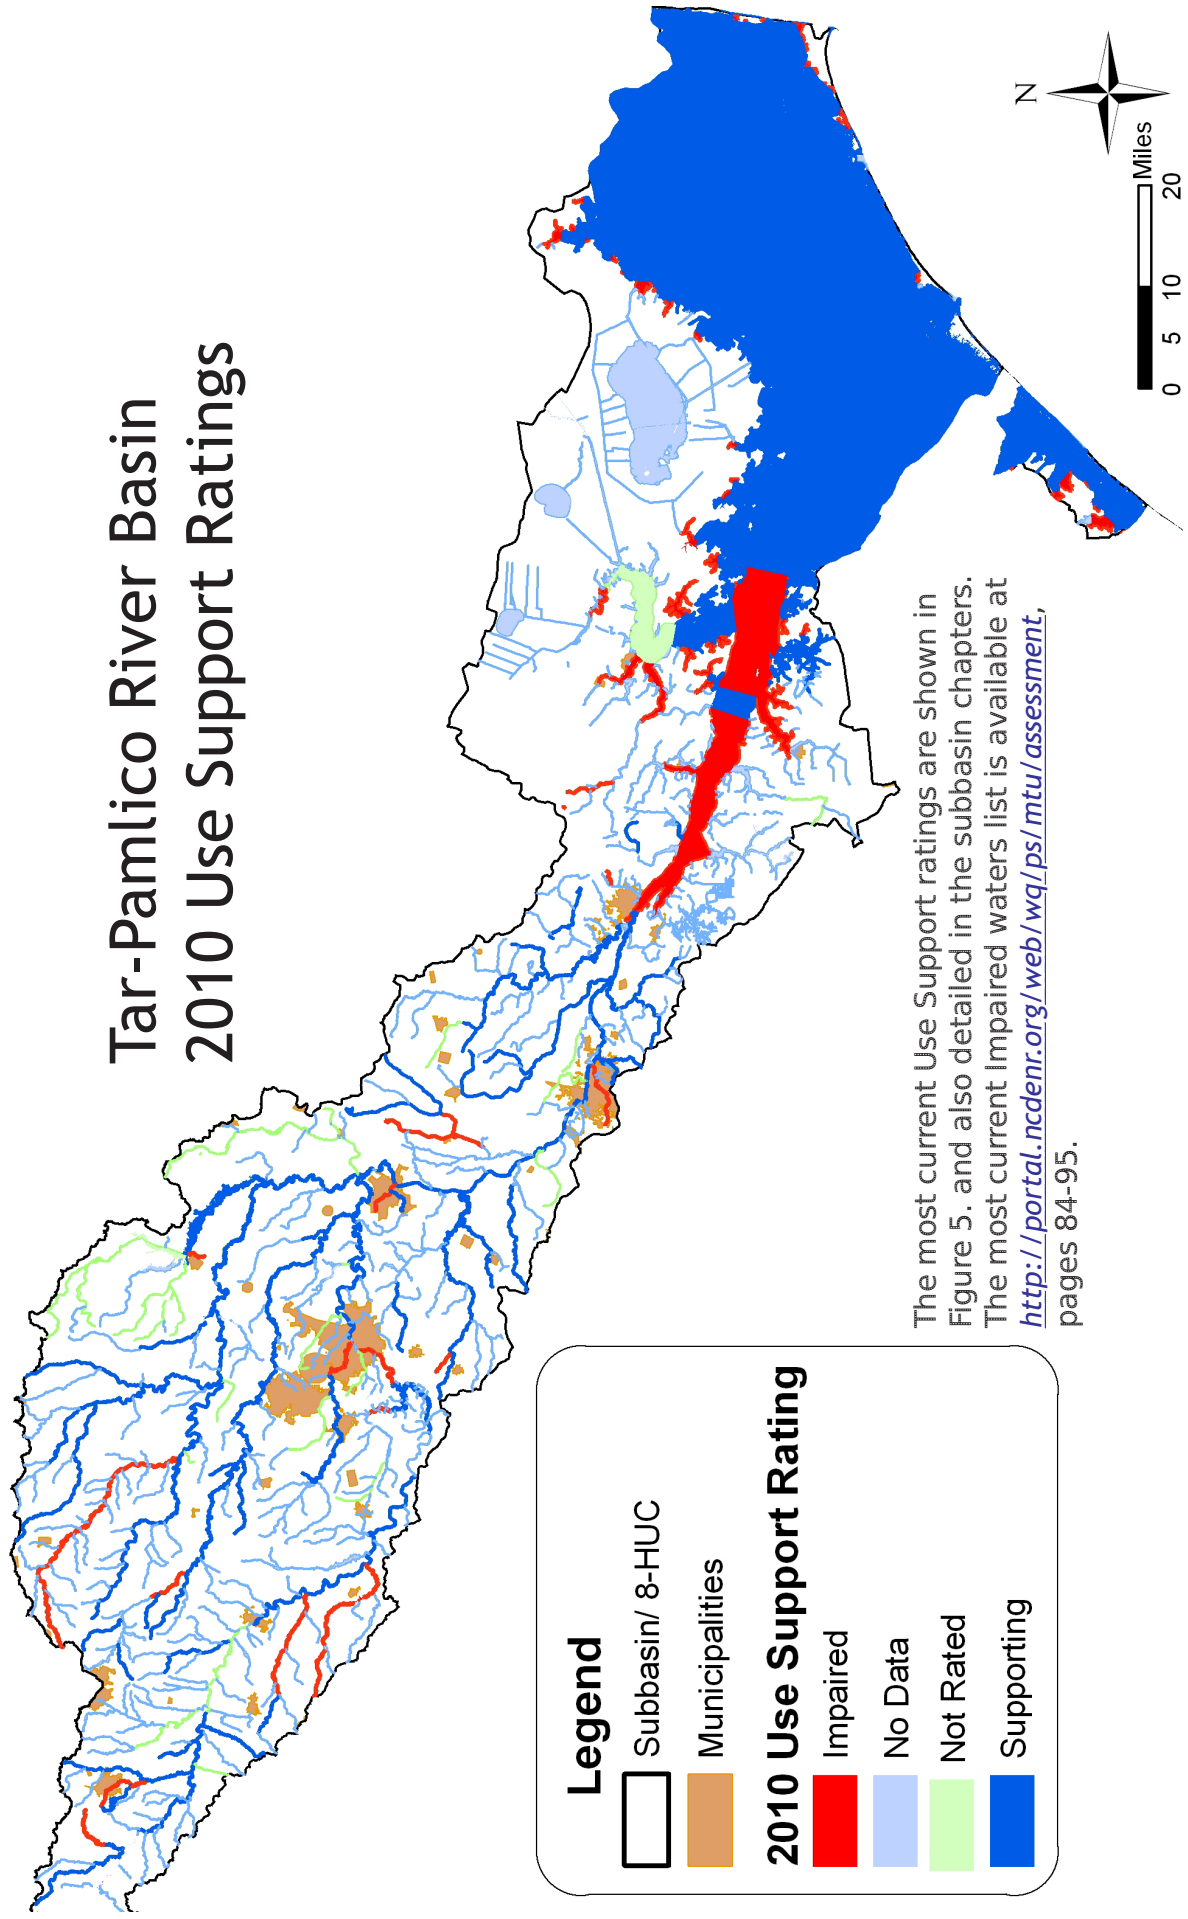 Tar-Pamlico River Basin
2010 Use Support Ratings
N
Miles
0 5 10 20
The most current Use Support ratings are shown in
Figure 5. and also detailed in the subbasin chapters.
The most current Impaired waters list is available at
http://portal.ncdenr.org/web/wq/ps/mtu/assessment,
pages 84-95.
Legend
Subbasin/ 8-HUC
Municipalities
2010 Use Support Rating
Impaired
No Data
Not Rated
Supporting